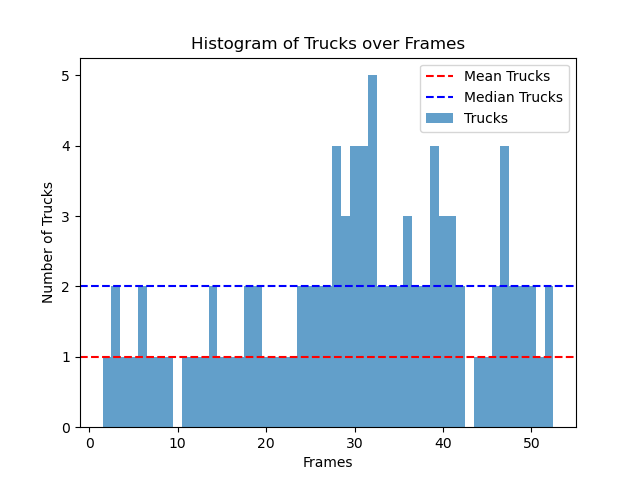 Histogram of Trucks over Frames
Mean Trucks
Median Trucks
Trucks
5
4
3
2
1
0
Number of Trucks
0 10 20 30 40 50
Frames